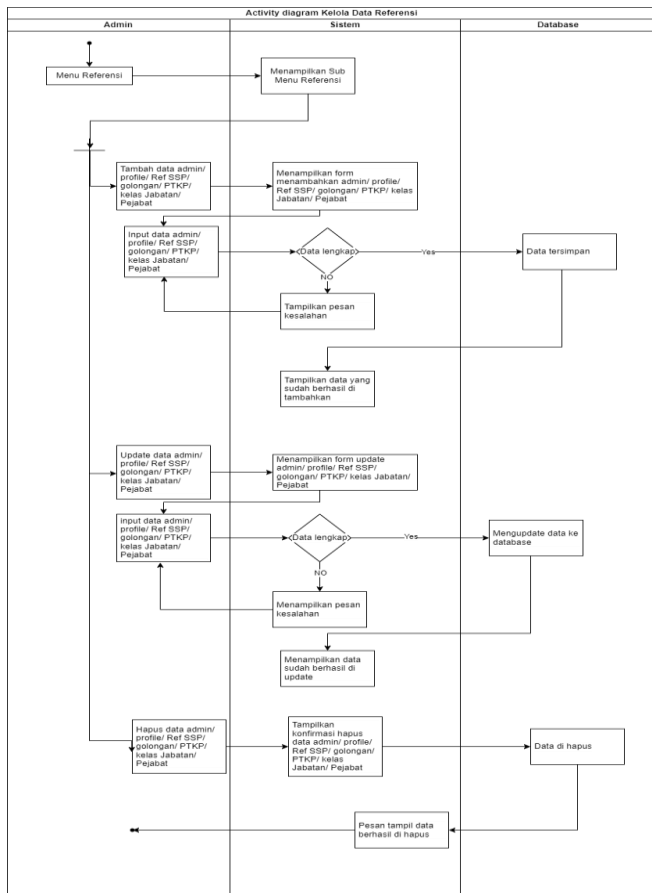 Activity diagram Kelola Data Referensi
Admin
Sistem
Database
Menu Referensi
Menampilkan Sub
Menu Referensi
Tambah data admin/
profile/ Ref SSP/
golongan/ PTKP/
kelas Jabatan/
Pejabat
Menampilkan form
menambahkan admin/ profile/
Ref SSP/ golongan/ PTKP/ kelas
Jabatan/ Pejabat
Input data admin/
profile/ Ref SSP/
golongan/ PTKP/
kelas Jabatan/
Pejabat
Data lengkap
Yes
Data tersimpan
NO
Tampilkan pesan
kesalahan
Tampilkan data yang
sudah berhasil di
tambahkan
Update data admin/
profile/ Ref SSP/
golongan/ PTKP/
kelas Jabatan/
Pejabat
Menampilkan form update
admin/ profile/ Ref SSP/
golongan/ PTKP/ kelas Jabatan/
Pejabat
input data admin/
profile/ Ref SSP/
golongan/ PTKP/
kelas Jabatan/
Pejabat
Data lengkap
Yes
Mengupdate data ke
database
NO
Menampilkan pesan
kesalahan
Menampilkan data
sudah berhasil di
update
Hapus data admin/
profile/ Ref SSP/
golongan/ PTKP/
kelas Jabatan/
Pejabat
Tampilkan
konfirmasi hapus
data admin/ profile/
Ref SSP/ golongan/
PTKP/ kelas
Jabatan/ Pejabat
Data di hapus
Pesan tampil data
berhasil di hapus